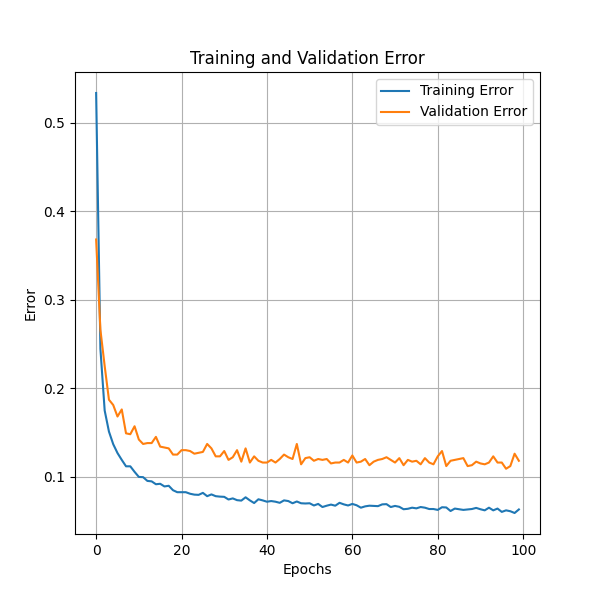 Training and Validation Error
Training Error
Validation Error
0.5
0.4
0.3
0.2
0.1
Error
0 20 40 60 80 100
Epochs